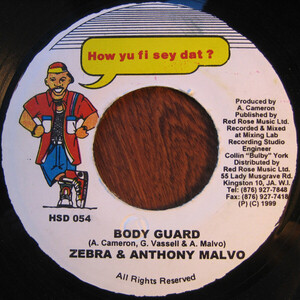 How yu fi sey dat ?
Produced by
A. Cameron
Published by
Red Rose Music Ltd.
Recorded & Mixed
at Mixing Lab
Recording Studio
Engineer
Collin "Bulby" York
Distributed by
Red Rose Music Ltd.
55 Lady Musgrave Rd.
Kingston 10, JA. W.I.
Tel: (876) 927-7848
Fax: (876) 927-7418
(P) (C) 1999
HSD 054
BODY GUARD
(A. Cameron, G. Vassell & A. Malvo)
ZEBRA & ANTHONY MALVO
All Rights Reserved